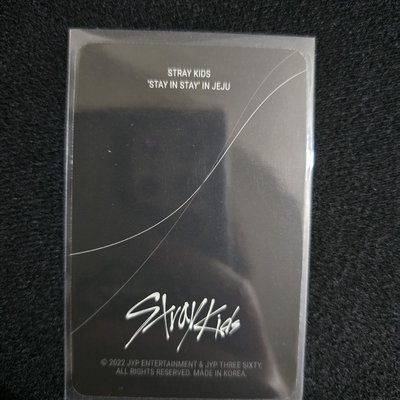 STRAY KIDS
'STAY IN STAY' IN JEJU
Stray Kids
© 2022 JYP ENTERTAINMENT & JYP THREE SIXTY.
ALL RIGHTS RESERVED. MADE IN KOREA.